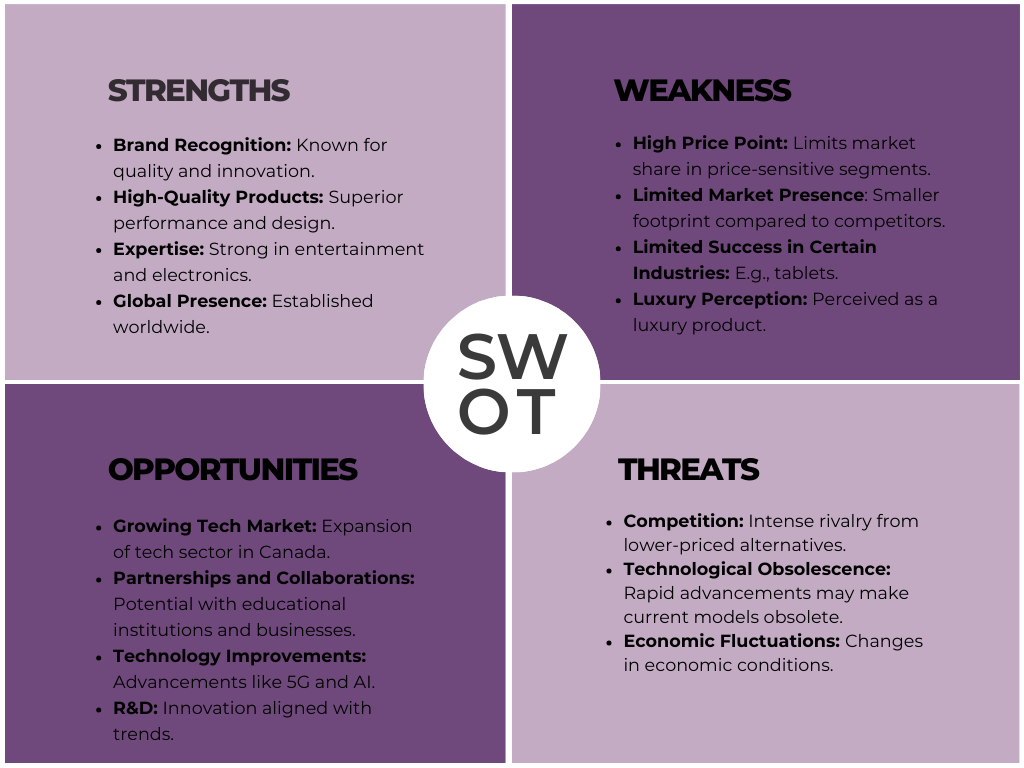 STRENGTHS
• Brand Recognition: Known for
quality and innovation.
• High-Quality Products: Superior
performance and design.
• Expertise: Strong in entertainment
and electronics.
• Global Presence: Established
worldwide.
WEAKNESS
• High Price Point: Limits market
share in price-sensitive segments.
• Limited Market Presence: Smaller
footprint compared to competitors.
• Limited Success in Certain
Industries: E.g., tablets.
• Luxury Perception: Perceived as a
luxury product.
SW
OT
OPPORTUNITIES
• Growing Tech Market: Expansion
of tech sector in Canada.
• Partnerships and Collaborations:
Potential with educational
institutions and businesses.
• Technology Improvements:
Advancements like 5G and AI.
• R&D: Innovation aligned with
trends.
THREATS
• Competition: Intense rivalry from
lower-priced alternatives.
• Technological Obsolescence:
Rapid advancements may make
current models obsolete.
• Economic Fluctuations: Changes
in economic conditions.